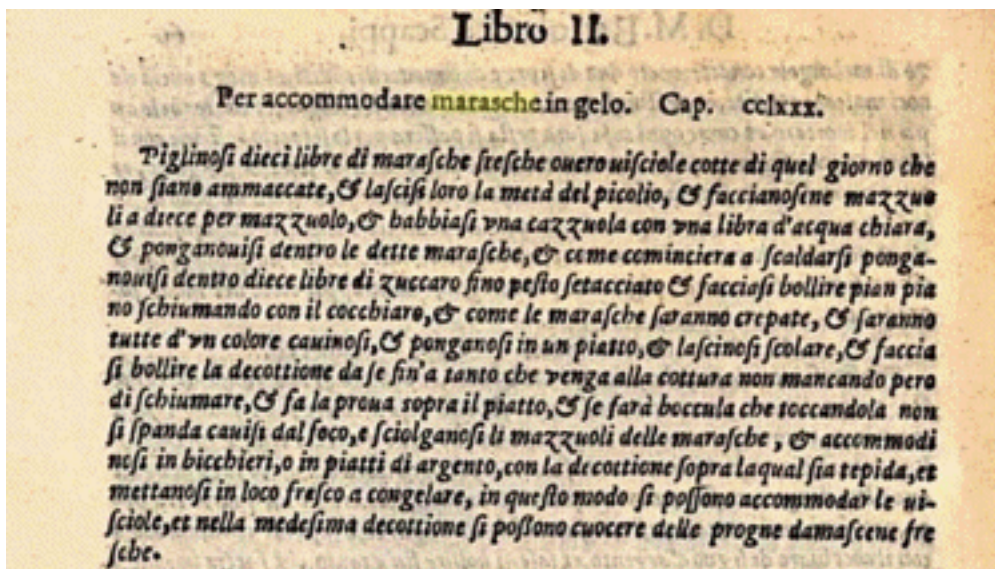 Libro II.
Per accommodare marasche in gelo. Cap. cclxxx.
Piglinosi dieci libre di marasche fresche ouero uisciole cotte di quel giorno che
non siano ammaccate, & lascisi loro la metà del picolio, & faccianosene mazzuo
li a diece per mazzuolo, & habbiasi vna cazzuola con vna libra d'acqua chiara,
& ponganouisi dentro le dette marasche, & come comincierà a scaldarsi ponga-
nouisi dentro diece libre di zuccaro fino pesto setacciato & facciasi bollire pian pia
no schiumando con il cocchiaro, & come le marasche saranno crepate, & saranno
tutte d'vn colore cauinosi, & ponganosi in un piatto, & lascinosi scolare, & faccia
si bollire la decottione da se fin'a tanto che venga alla cottura non mancando pero
di schiumare, & fa la proua sopra il piatto, & se farà boccula che toccandola non
si spanda cauisi dal foco, e sciolganosi li mazzuoli delle marasche, & accommodi
nosi in bicchieri, o in piatti di argento, con la decottione sopra laqual sia tepida, et
mettanosi in loco fresco a congelare, in questo modo si possono accommodar le ui-
sciole, et nella medesima decottione si possono cuocere delle progne damascene fre
sche.